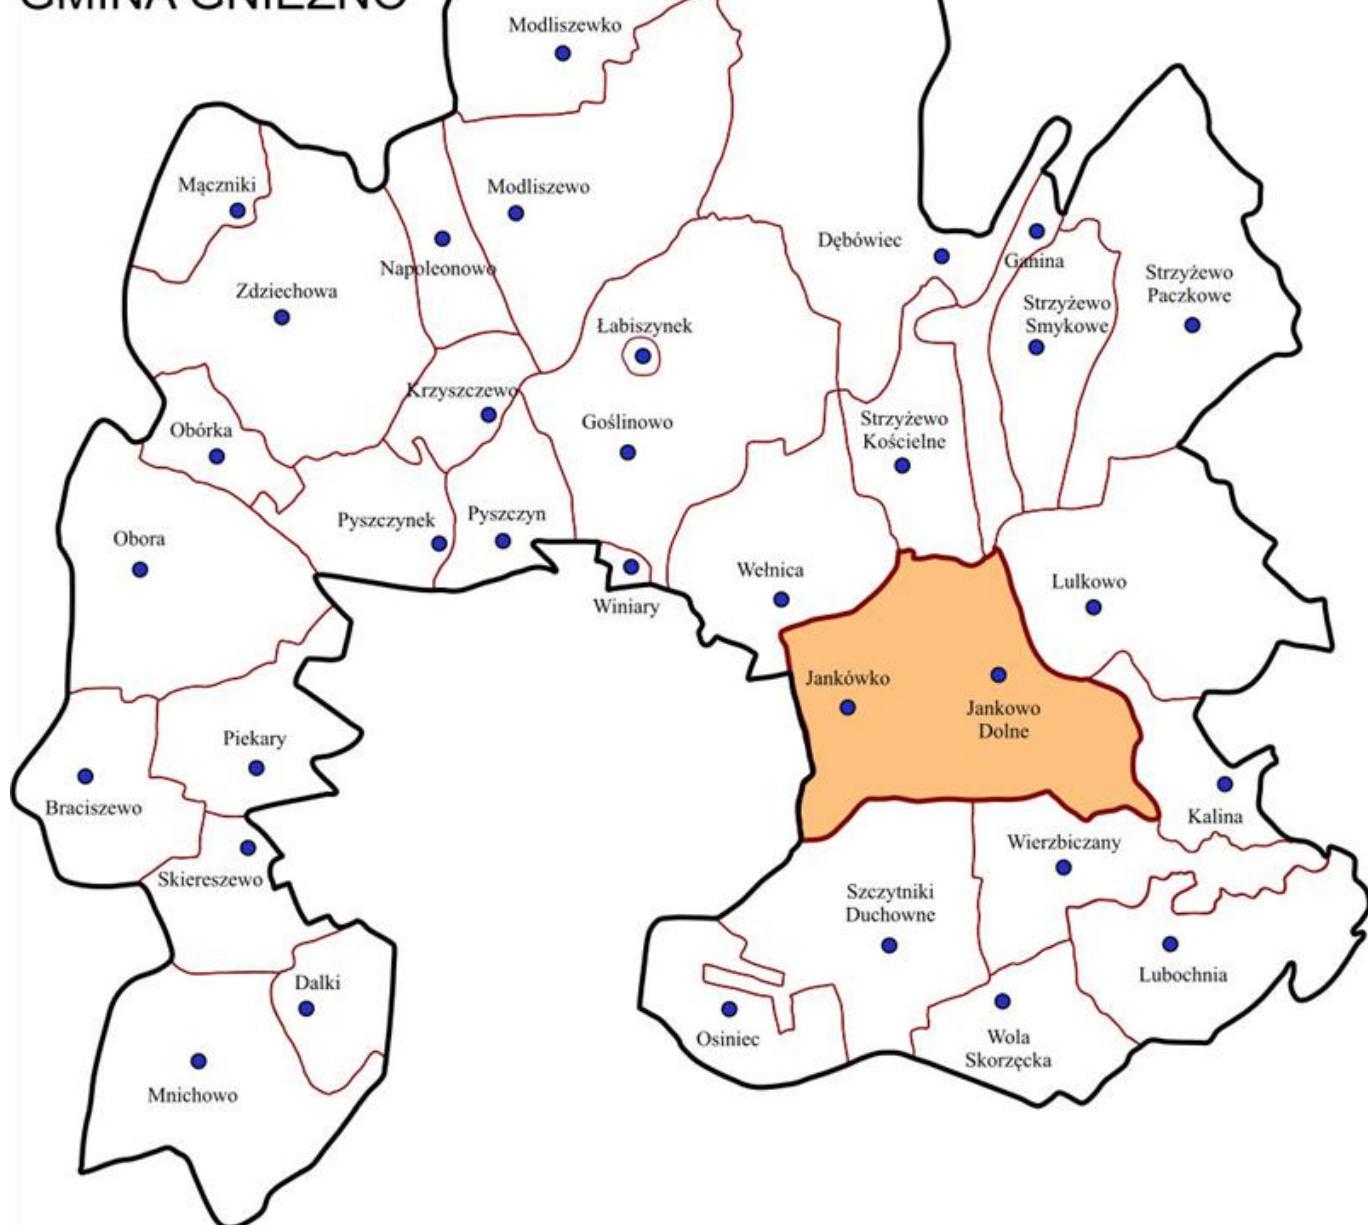 GMINA GNIEZNO
Modliszewko
Mączniki
Modliszewo
Napoleonowo
Zdziechowa
Dębówiec
Ganina
Strzyżewo
Paczkowe
Strzyżewo
Smykowe
Łabiszynek
Krzyszczewo
Goślinowo
Strzyżewo
Kościelne
Obórka
Obora
Pyszczynek
Pyszczyn
Winiary
Wełnica
Lulkowo
Jankówko
Jankowo
Dolne
Piekary
Braciszewo
Kalina
Wierzbiczany
Skiereszewo
Szczytniki
Duchowne
Lubochnia
Dalki
Osiniec
Wola
Skorzęcka
Mnichowo